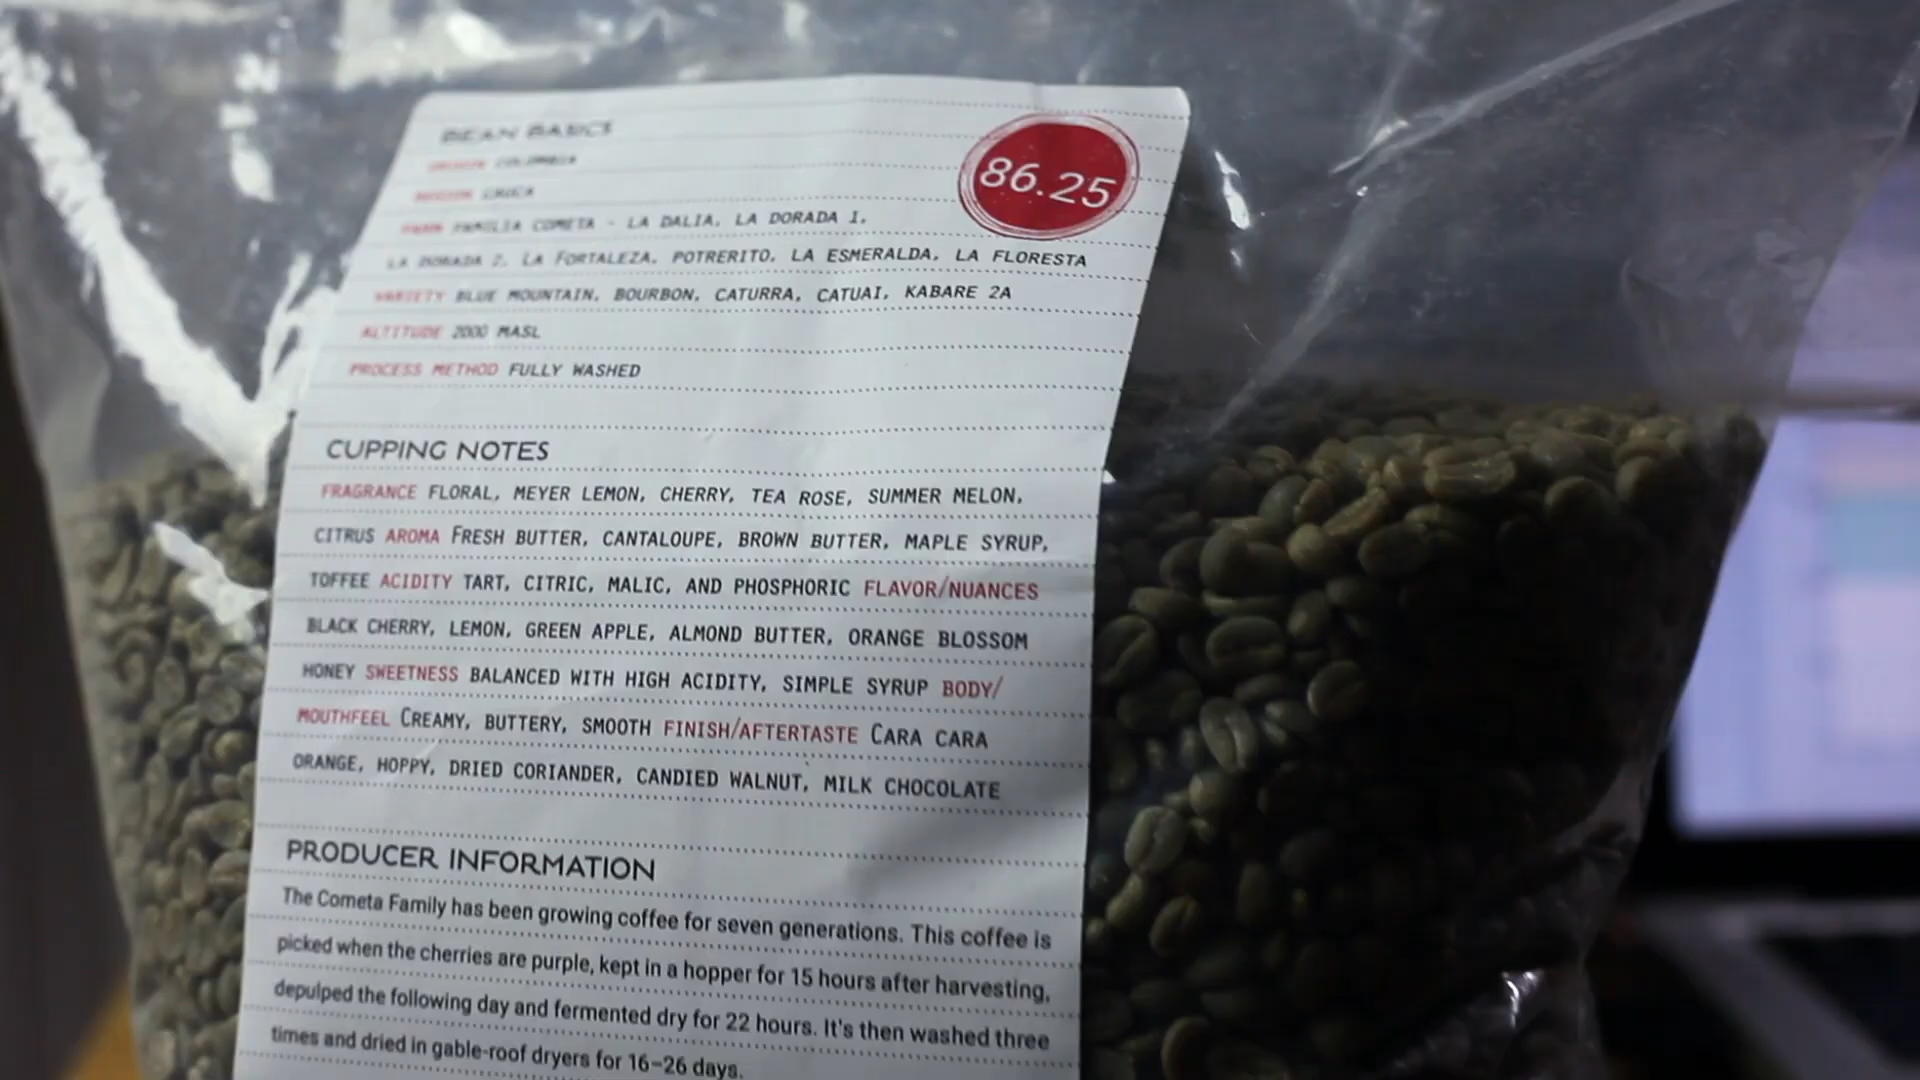 BEAN BASICS
86.25
ORIGIN COLOMBIA
REGION
FARM FAMILIA COMETA - LA DALIA, LA DORADA 1,
LA DORADA 2, LA FORTALEZA, POTRERITO, LA ESMERALDA, LA FLORESTA
VARIETY BLUE MOUNTAIN, BOURBON, CATURRA, CATUAI, KABARE 2A
ALTITUDE 2000 MASL
PROCESS METHOD FULLY WASHED
CUPPING NOTES
FRAGRANCE FLORAL, MEYER LEMON, CHERRY, TEA ROSE, SUMMER MELON,
CITRUS AROMA FRESH BUTTER, CANTALOUPE, BROWN BUTTER, MAPLE SYRUP,
TOFFEE ACIDITY TART, CITRIC, MALIC, AND PHOSPHORIC FLAVOR/NUANCES
BLACK CHERRY, LEMON, GREEN APPLE, ALMOND BUTTER, ORANGE BLOSSOM
HONEY SWEETNESS BALANCED WITH HIGH ACIDITY, SIMPLE SYRUP BODY/
MOUTHFEEL CREAMY, BUTTERY, SMOOTH FINISH/AFTERTASTE CARA CARA
ORANGE, HOPPY, DRIED CORIANDER, CANDIED WALNUT, MILK CHOCOLATE
PRODUCER INFORMATION
The Cometa Family has been growing coffee for seven generations. This coffee is
picked when the cherries are purple, kept in a hopper for 15 hours after harvesting,
depulped the following day and fermented dry for 22 hours. It's then washed three
times and dried in gable-roof dryers for 16–26 days.